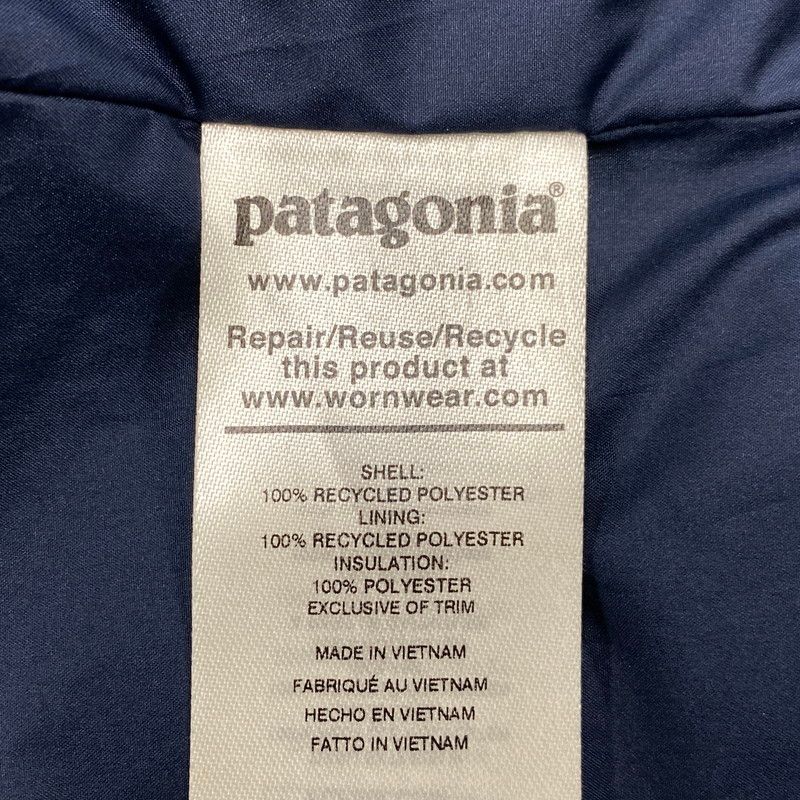 patagonia®
www.patagonia.com
Repair/Reuse/Recycle
this product at
www.wornwear.com
SHELL:
100% RECYCLED POLYESTER
LINING:
100% RECYCLED POLYESTER
INSULATION:
100% POLYESTER
EXCLUSIVE OF TRIM
MADE IN VIETNAM
FABRIQUÉ AU VIETNAM
HECHO EN VIETNAM
FATTO IN VIETNAM